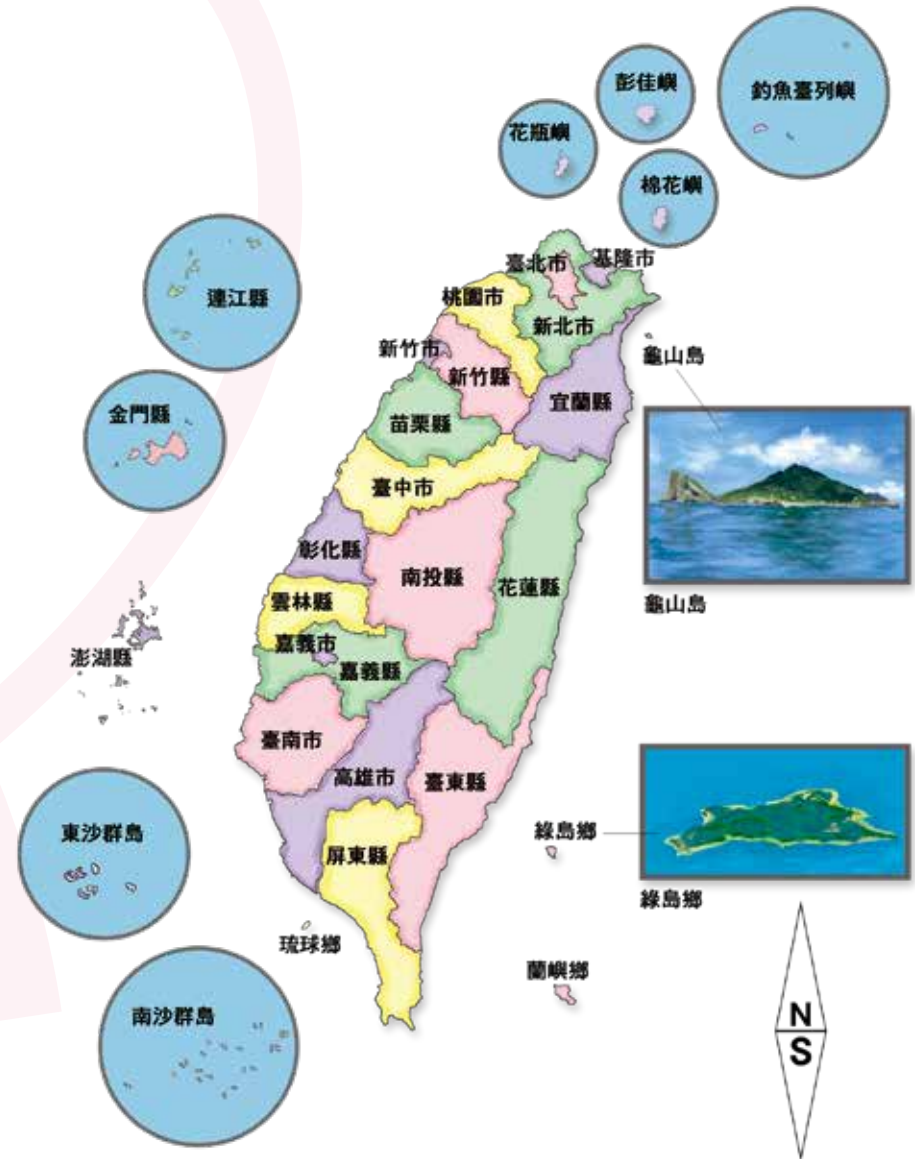 彭佳嶼
釣魚臺列嶼
花瓶嶼
棉花嶼
臺北市
基隆市
連江縣
桃園市
新北市
新竹市
龜山島
新竹縣
宜蘭縣
金門縣
苗栗縣
臺中市
彰化縣
南投縣
花蓮縣
雲林縣
龜山島
嘉義市
澎湖縣
嘉義縣
臺南市
高雄市
臺東縣
東沙群島
綠島鄉
屏東縣
綠島鄉
琉球鄉
蘭嶼鄉
南沙群島
N
S